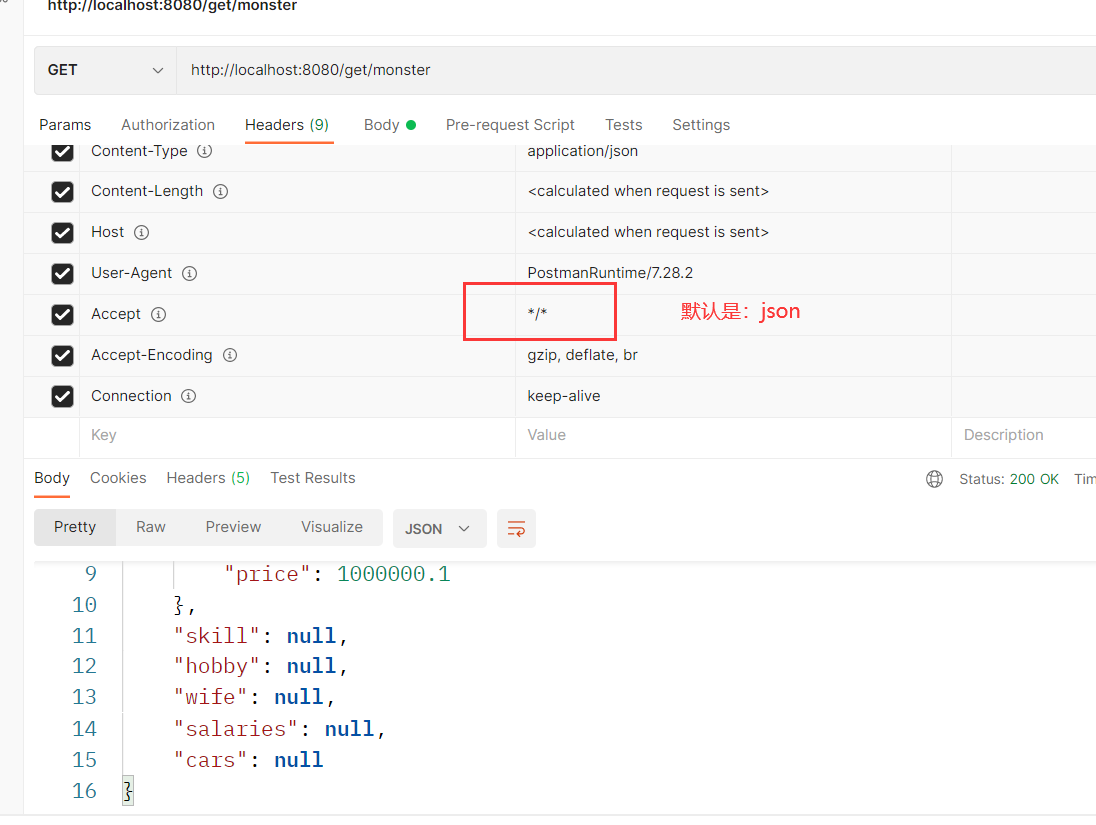 http://localhost:8080/get/monster
GET http://localhost:8080/get/monster
Params Authorization Headers (9) Body Pre-request Script Tests Settings
Content-Type application/json
Content-Length <calculated when request is sent>
Host <calculated when request is sent>
User-Agent PostmanRuntime/7.28.2
Accept */* 默认是：json
Accept-Encoding gzip, deflate, br
Connection keep-alive
Key Value Description
Body Cookies Headers (5) Test Results Status: 200 OK Tim
Pretty Raw Preview Visualize JSON
9 "price": 1000000.1
10 },
11 "skill": null,
12 "hobby": null,
13 "wife": null,
14 "salaries": null,
15 "cars": null
16 }